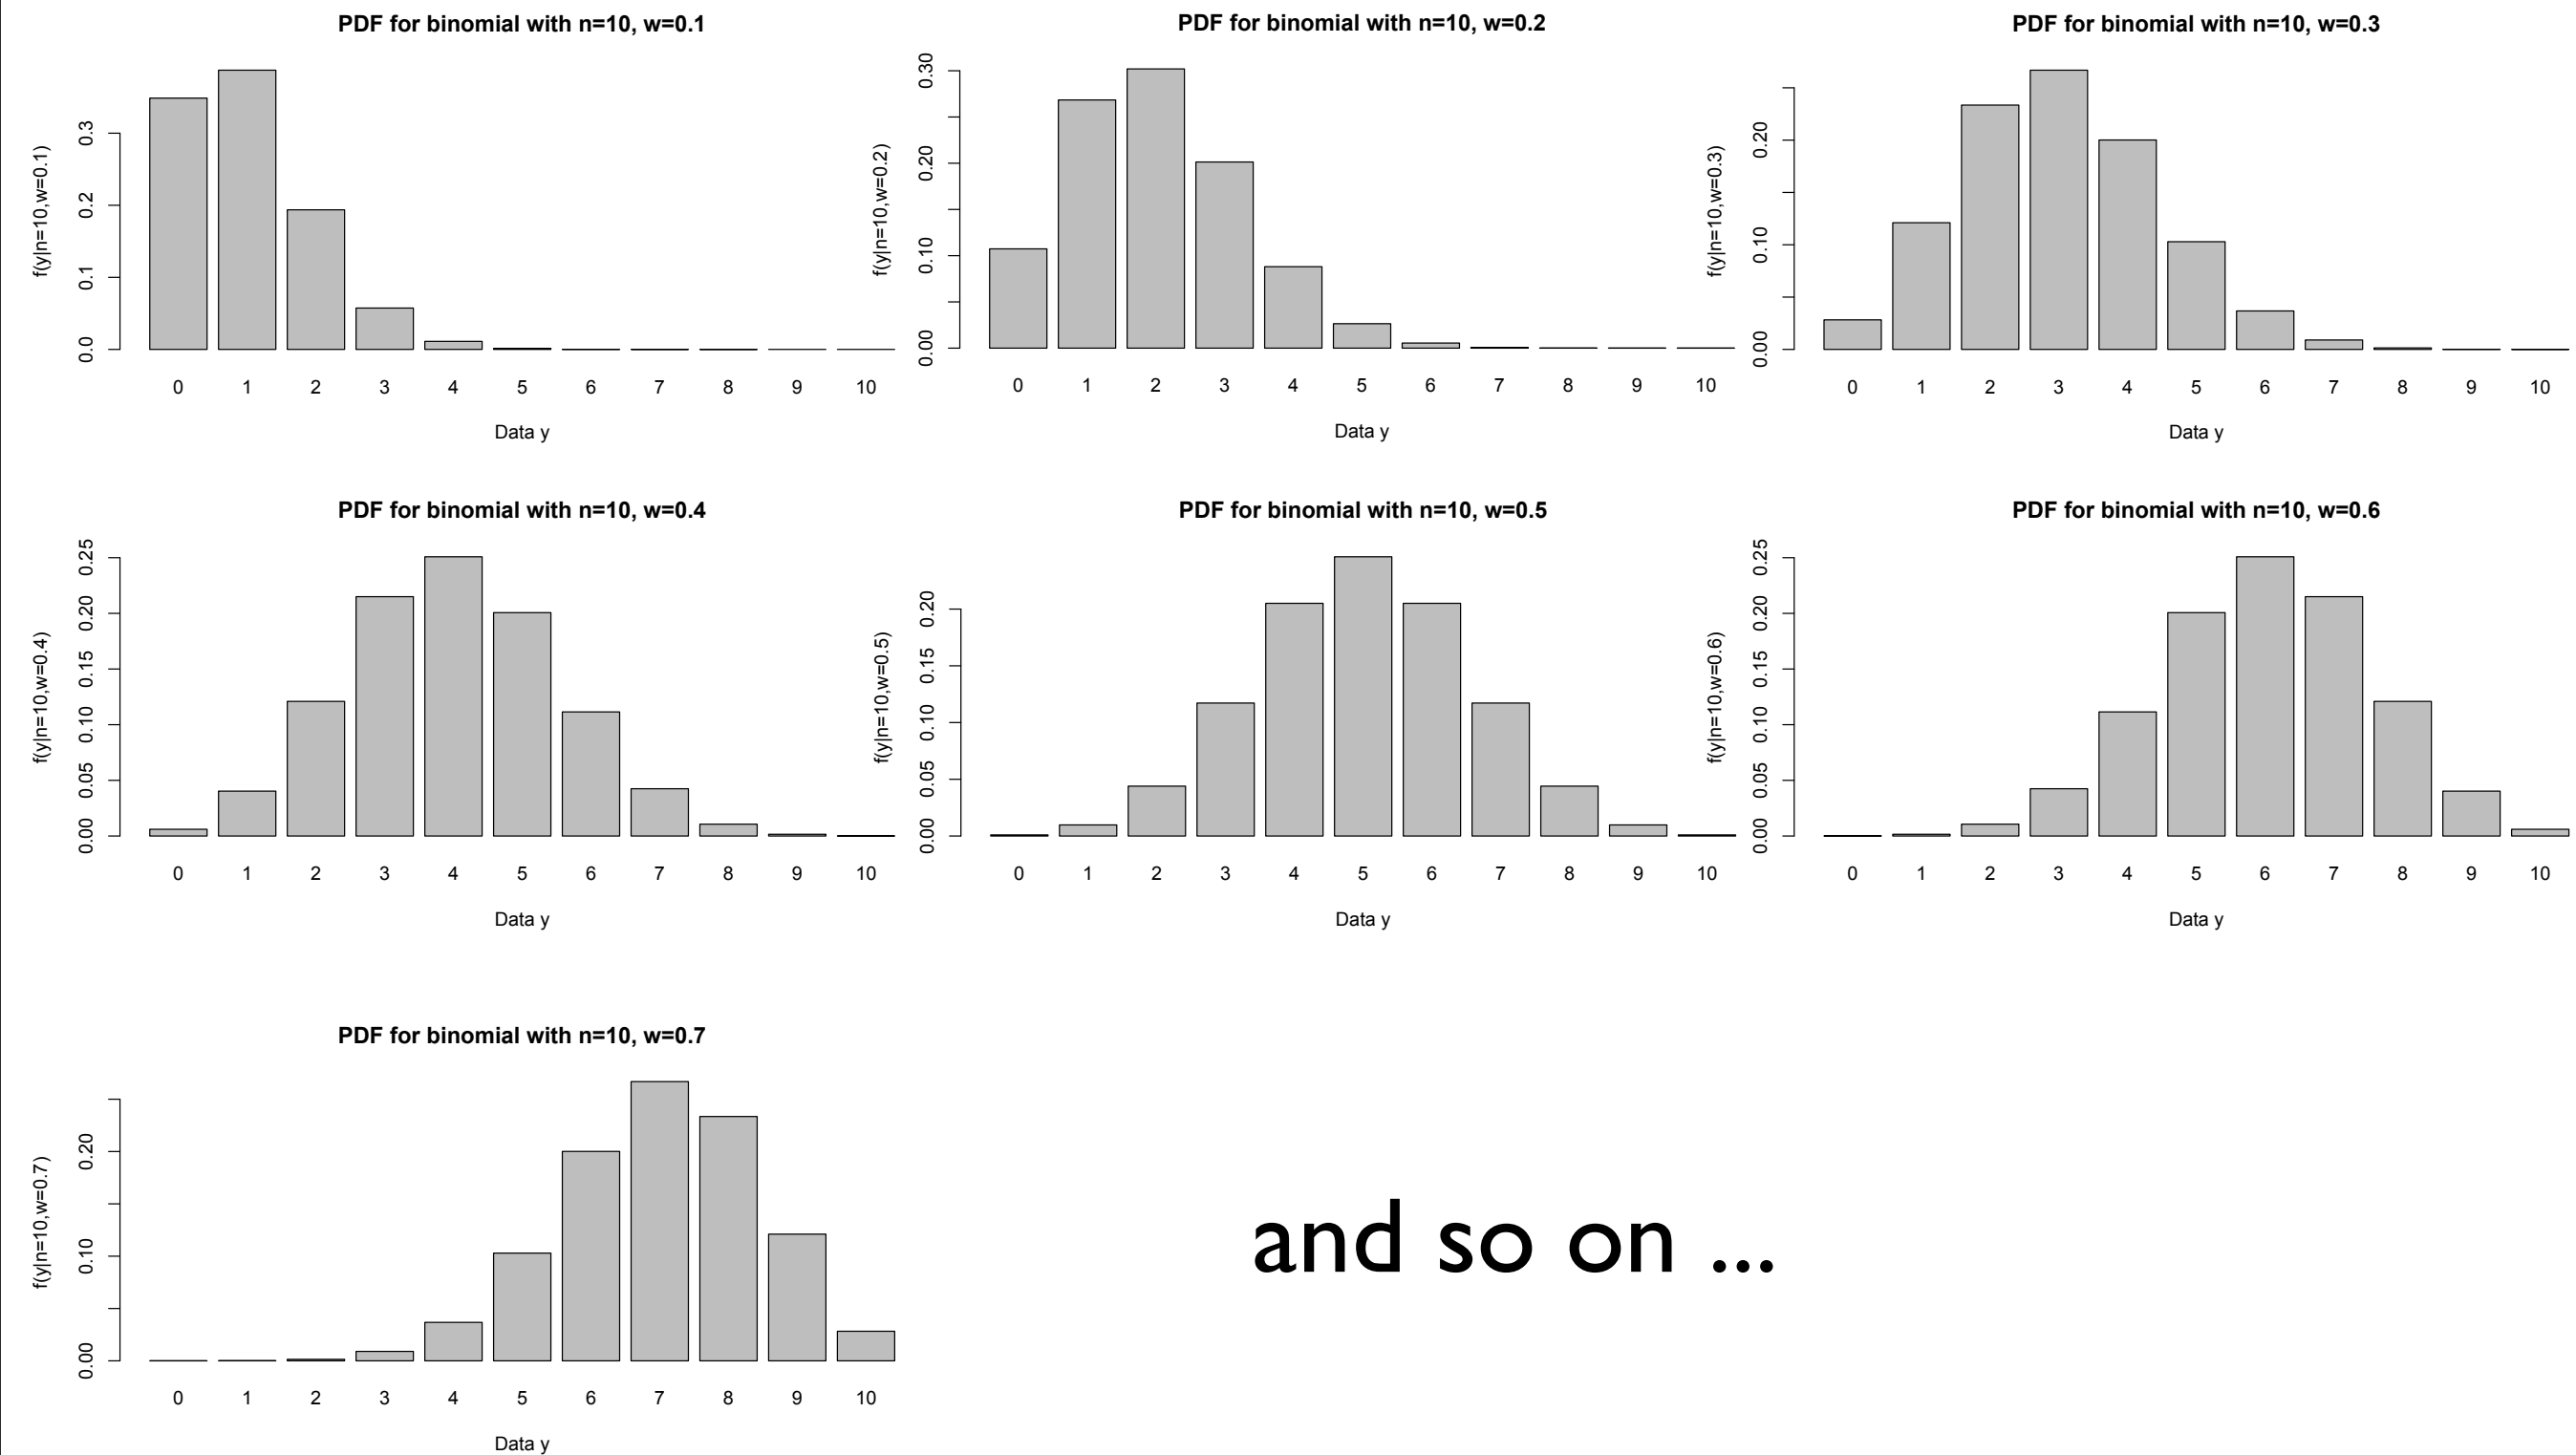 PDF for binomial with n=10, w=0.1
f(y|n=10,w=0.1)
0.0 0.1 0.2 0.3
0 1 2 3 4 5 6 7 8 9 10
Data y
PDF for binomial with n=10, w=0.2
f(y|n=10,w=0.2)
0.00 0.10 0.20 0.30
0 1 2 3 4 5 6 7 8 9 10
Data y
PDF for binomial with n=10, w=0.3
f(y|n=10,w=0.3)
0.00 0.10 0.20
0 1 2 3 4 5 6 7 8 9 10
Data y
PDF for binomial with n=10, w=0.4
f(y|n=10,w=0.4)
0.00 0.05 0.10 0.15 0.20 0.25
0 1 2 3 4 5 6 7 8 9 10
Data y
PDF for binomial with n=10, w=0.5
f(y|n=10,w=0.5)
0.00 0.05 0.10 0.15 0.20
0 1 2 3 4 5 6 7 8 9 10
Data y
PDF for binomial with n=10, w=0.6
f(y|n=10,w=0.6)
0.00 0.05 0.10 0.15 0.20 0.25
0 1 2 3 4 5 6 7 8 9 10
Data y
PDF for binomial with n=10, w=0.7
f(y|n=10,w=0.7)
0.00 0.10 0.20
0 1 2 3 4 5 6 7 8 9 10
Data y
and so on ...